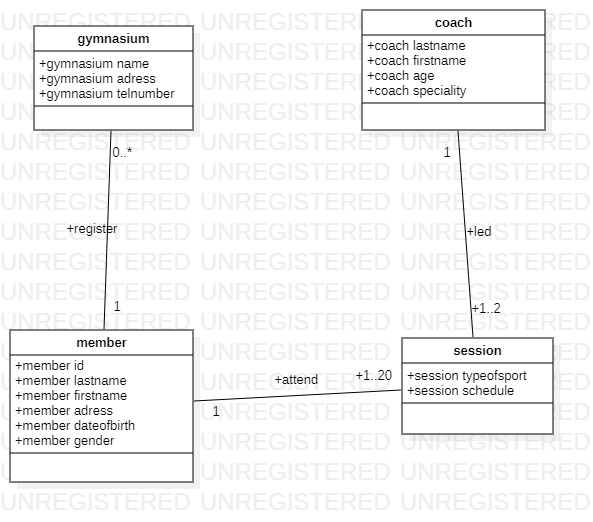 UNREGISTERED
gymnasium
+gymnasium name
+gymnasium adress
+gymnasium telnumber
coach
+coach lastname
+coach firstname
+coach age
+coach speciality
0..*
1
+register
+led
1
+1..2
member
+member id
+member lastname
+member firstname
+member adress
+member dateofbirth
+member gender
+attend
+1..20
1
session
+session typeofsport
+session schedule